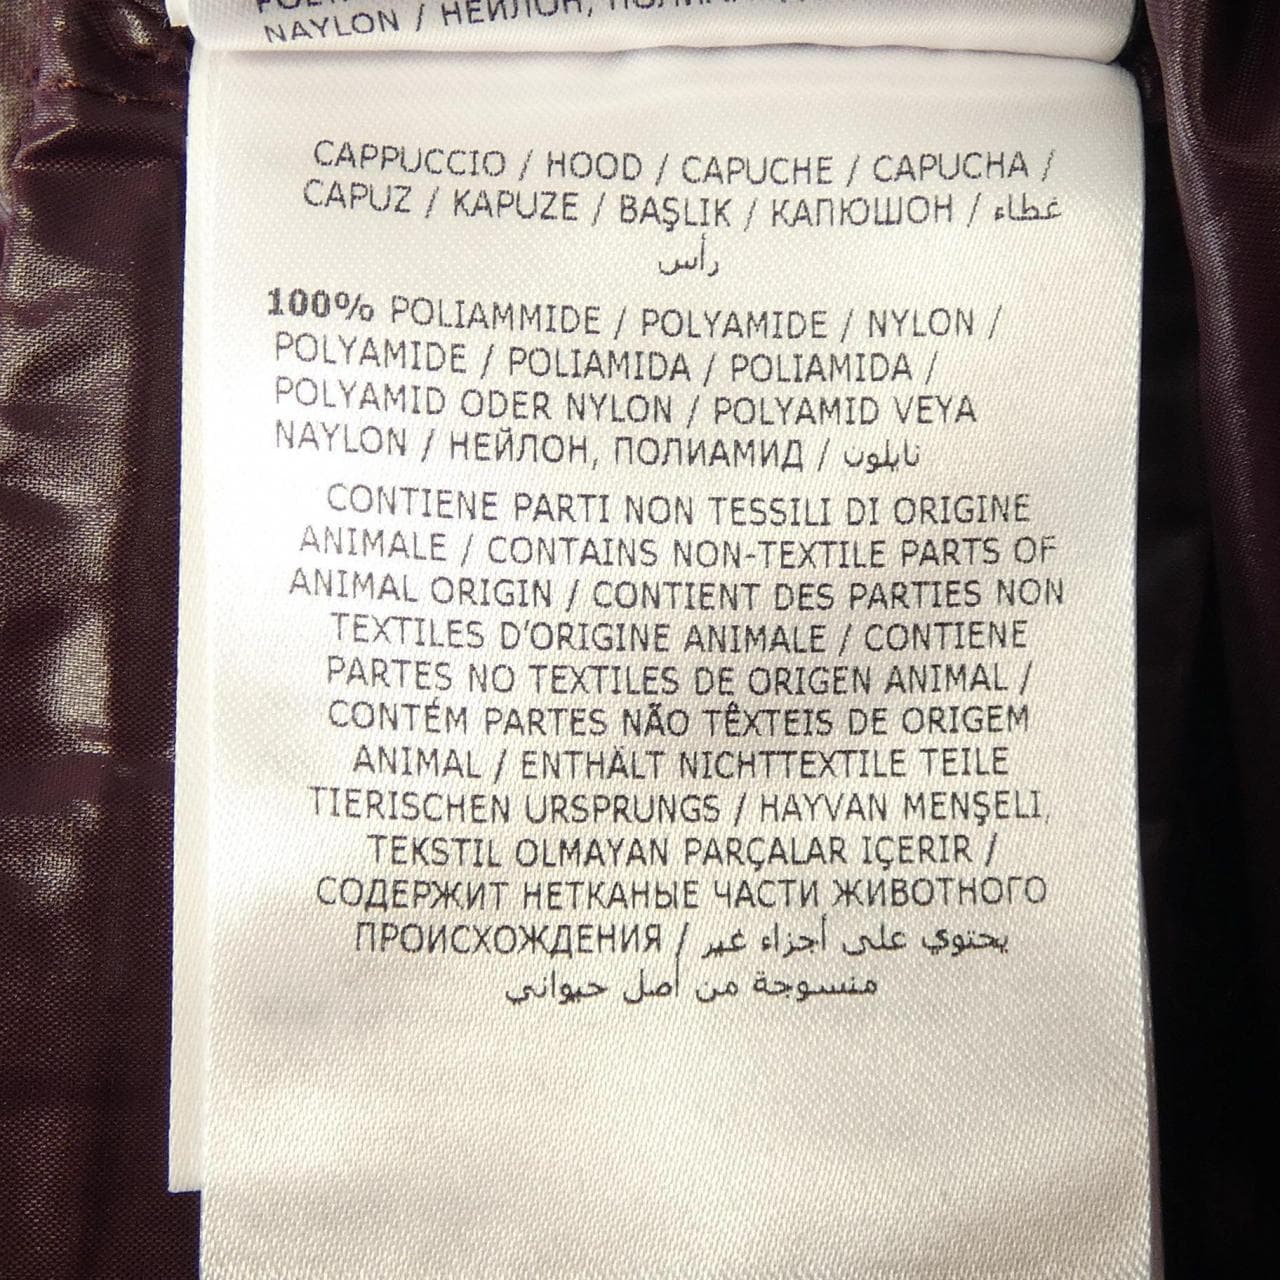 NAYLON / НЕЙЛОН,
CAPPUCCIO / HOOD / CAPUCHE / CAPUCHA /
CAPUZ / KAPUZE / BAŞLIK / КАПЮШОН / غطاء
رأس
100% POLIAMMIDE / POLYAMIDE / NYLON /
POLYAMIDE / POLIAMIDA / POLIAMIDA /
POLYAMID ODER NYLON / POLYAMID VEYA
NAYLON / НЕЙЛОН, ПОЛИАМИД / نايلون
CONTIENE PARTI NON TESSILI DI ORIGINE
ANIMALE / CONTAINS NON-TEXTILE PARTS OF
ANIMAL ORIGIN / CONTIENT DES PARTIES NON
TEXTILES D'ORIGINE ANIMALE / CONTIENE
PARTES NO TEXTILES DE ORIGEN ANIMAL /
CONTÉM PARTES NÃO TÊXTEIS DE ORIGEM
ANIMAL / ENTHÄLT NICHTTEXTILE TEILE
TIERISCHEN URSPRUNGS / HAYVAN MENŞELI,
TEKSTIL OLMAYAN PARÇALAR IÇERIR /
СОДЕРЖИТ НЕТКАНЫЕ ЧАСТИ ЖИВОТНОГО
ПРОИСХОЖДЕНИЯ / يحتوي على أجزاء غير
منسوجة من أصل حيواني